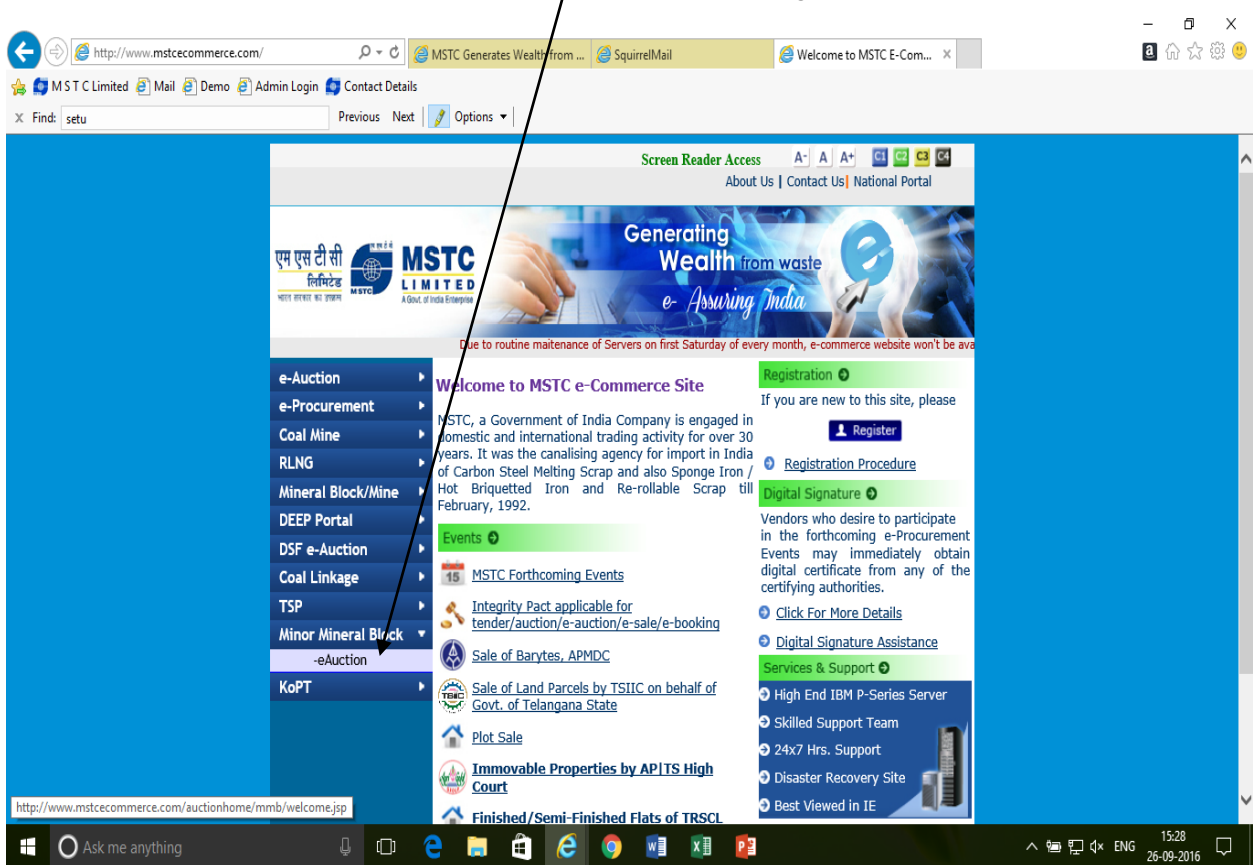 http://www.mstcecommerce.com/
MSTC Generates Wealth from ...
SquirrelMail
Welcome to MSTC E-Com...
M S T C Limited
Mail
Demo
Admin Login
Contact Details
x Find: setu
Previous Next
Options
Screen Reader Access
A- A A+
C1 C2 C3 C4
About Us | Contact Us| National Portal
एम एस टी सी
लिमिटेड
भारत सरकार का उपक्रम
MSTC
MSTC
LIMITED
A Govt. of India Enterprise
Generating
Wealth from waste
e- Assuring India
Due to routine maitenance of Servers on first Saturday of every month, e-commerce website won't be ava
e-Auction
e-Procurement
Coal Mine
RLNG
Mineral Block/Mine
DEEP Portal
DSF e-Auction
Coal Linkage
TSP
Minor Mineral Block
-eAuction
KoPT
Welcome to MSTC e-Commerce Site
MSTC, a Government of India Company is engaged in
domestic and international trading activity for over 30
years. It was the canalising agency for import in India
of Carbon Steel Melting Scrap and also Sponge Iron /
Hot Briquetted Iron and Re-rollable Scrap till
February, 1992.
Events
15
MSTC Forthcoming Events
Integrity Pact applicable for
tender/auction/e-auction/e-sale/e-booking
Sale of Barytes, APMDC
TSIIC
Sale of Land Parcels by TSIIC on behalf of
Govt. of Telangana State
Plot Sale
Immovable Properties by AP|TS High
Court
Finished/Semi-Finished Flats of TRSCL
Registration
If you are new to this site, please
Register
Registration Procedure
Digital Signature
Vendors who desire to participate
in the forthcoming e-Procurement
Events may immediately obtain
digital certificate from any of the
certifying authorities.
Click For More Details
Digital Signature Assistance
Services & Support
High End IBM P-Series Server
Skilled Support Team
24x7 Hrs. Support
Disaster Recovery Site
Best Viewed in IE
http://www.mstcecommerce.com/auctionhome/mmb/welcome.jsp
Ask me anything
ENG
15:28
26-09-2016